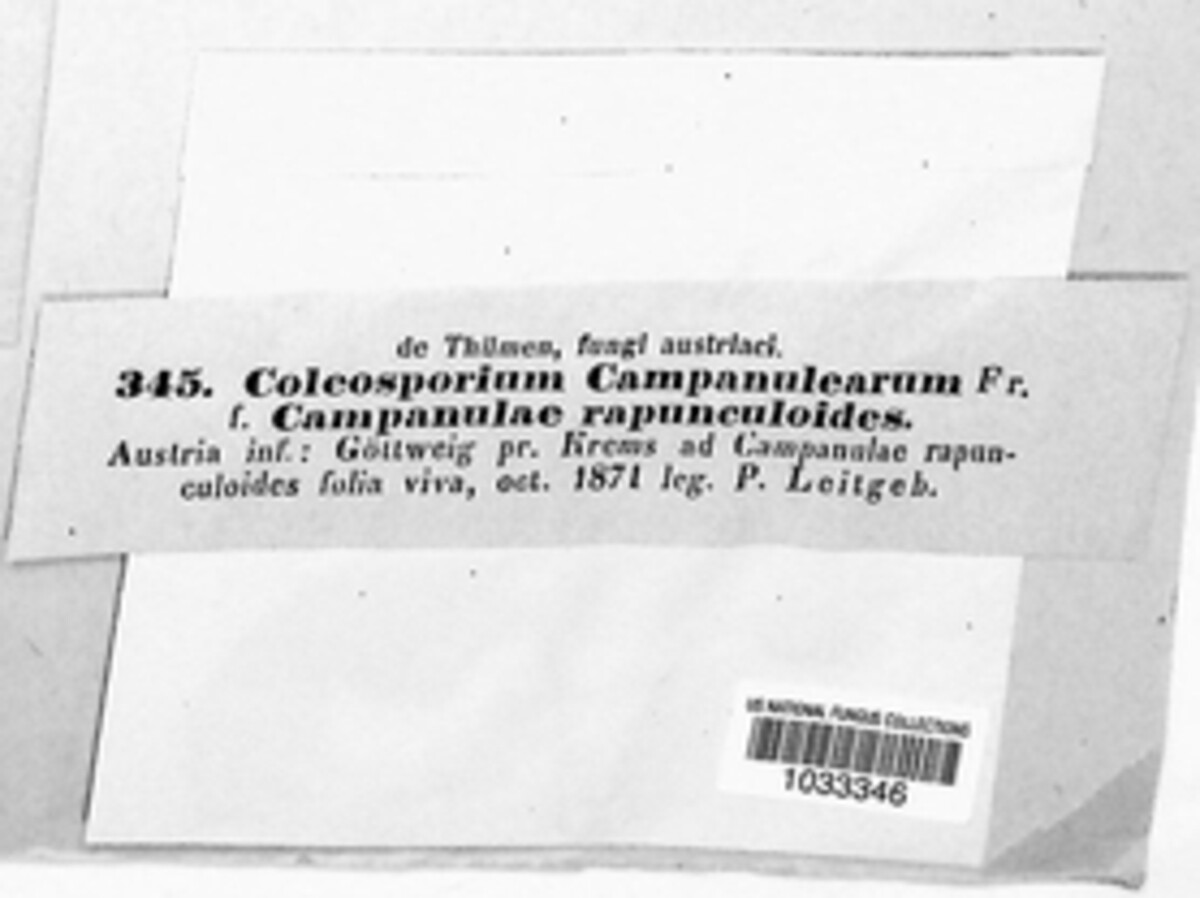 de Thümen, fungi austriaci.
345. Coleosporium Campanulearum Fr.
f. Campanulae rapunculoides.
Austria inf.: Göttweig pr. Krems ad Campanulae rapun-
culoides folia viva, oct. 1871 leg. P. Leitgeb.
US NATIONAL FUNGUS COLLECTIONS
1033346